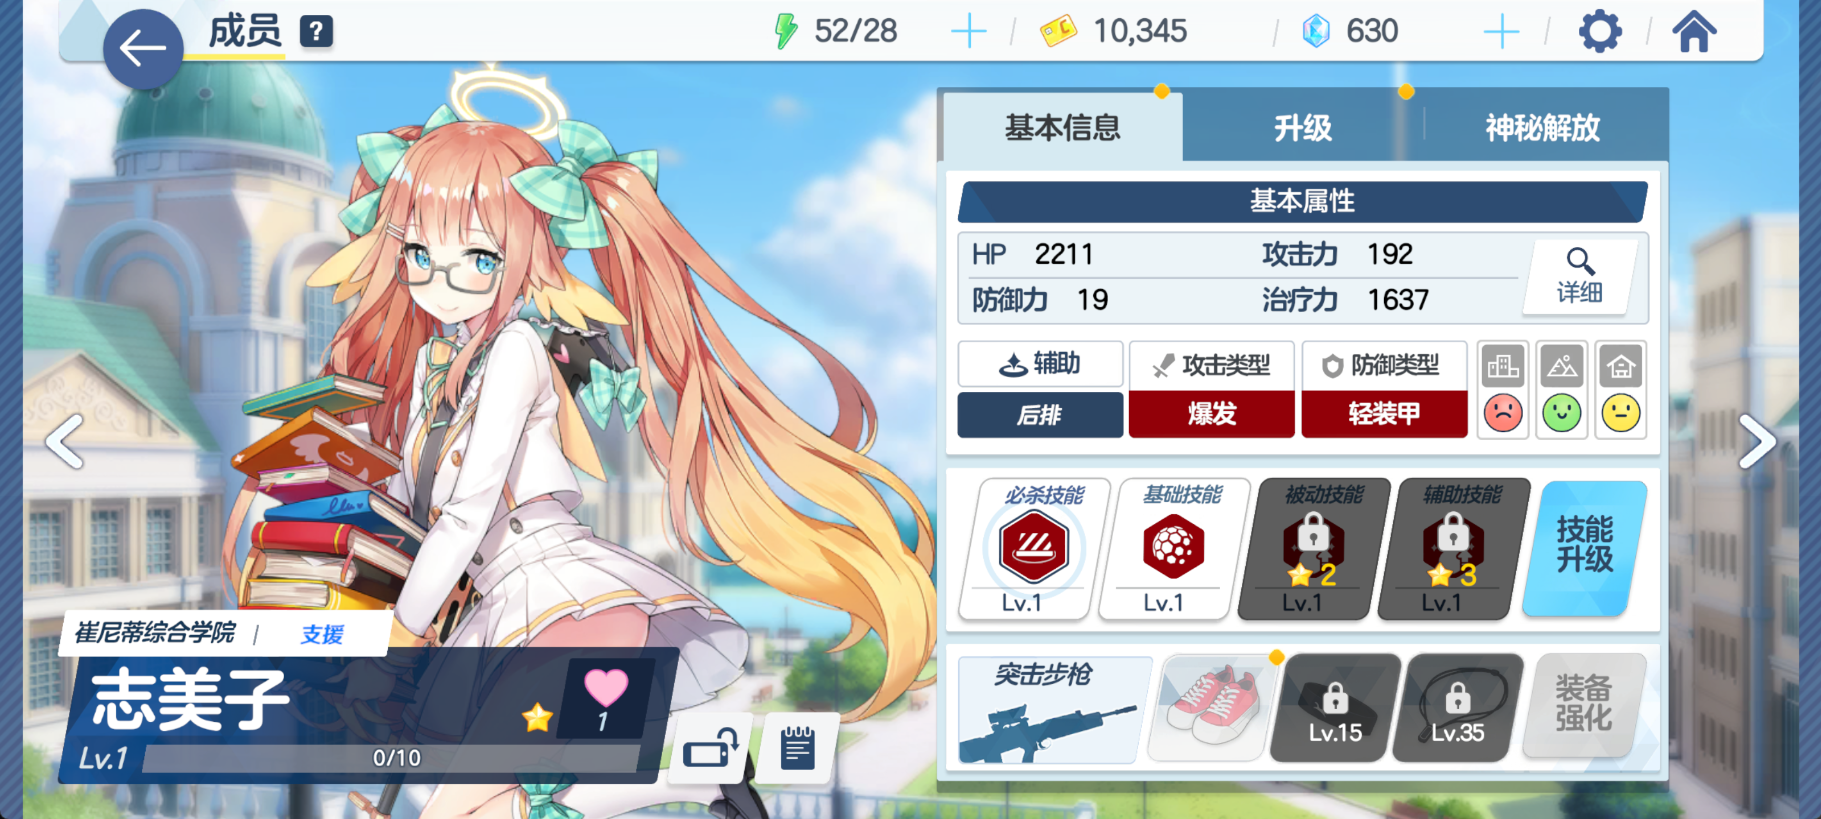 成员 ?
52/28
10,345
630
基本信息
升级
神秘解放
基本属性
HP 2211
攻击力 192
防御力 19
治疗力 1637
详细
辅助
后排
攻击类型
爆发
防御类型
轻装甲
必杀技能
Lv.1
基础技能
Lv.1
被动技能
2
Lv.1
辅助技能
3
Lv.1
技能
升级
突击步枪
Lv.15
Lv.35
装备
强化
崔尼蒂综合学院 | 支援
志美子
1
Lv.1
0/10